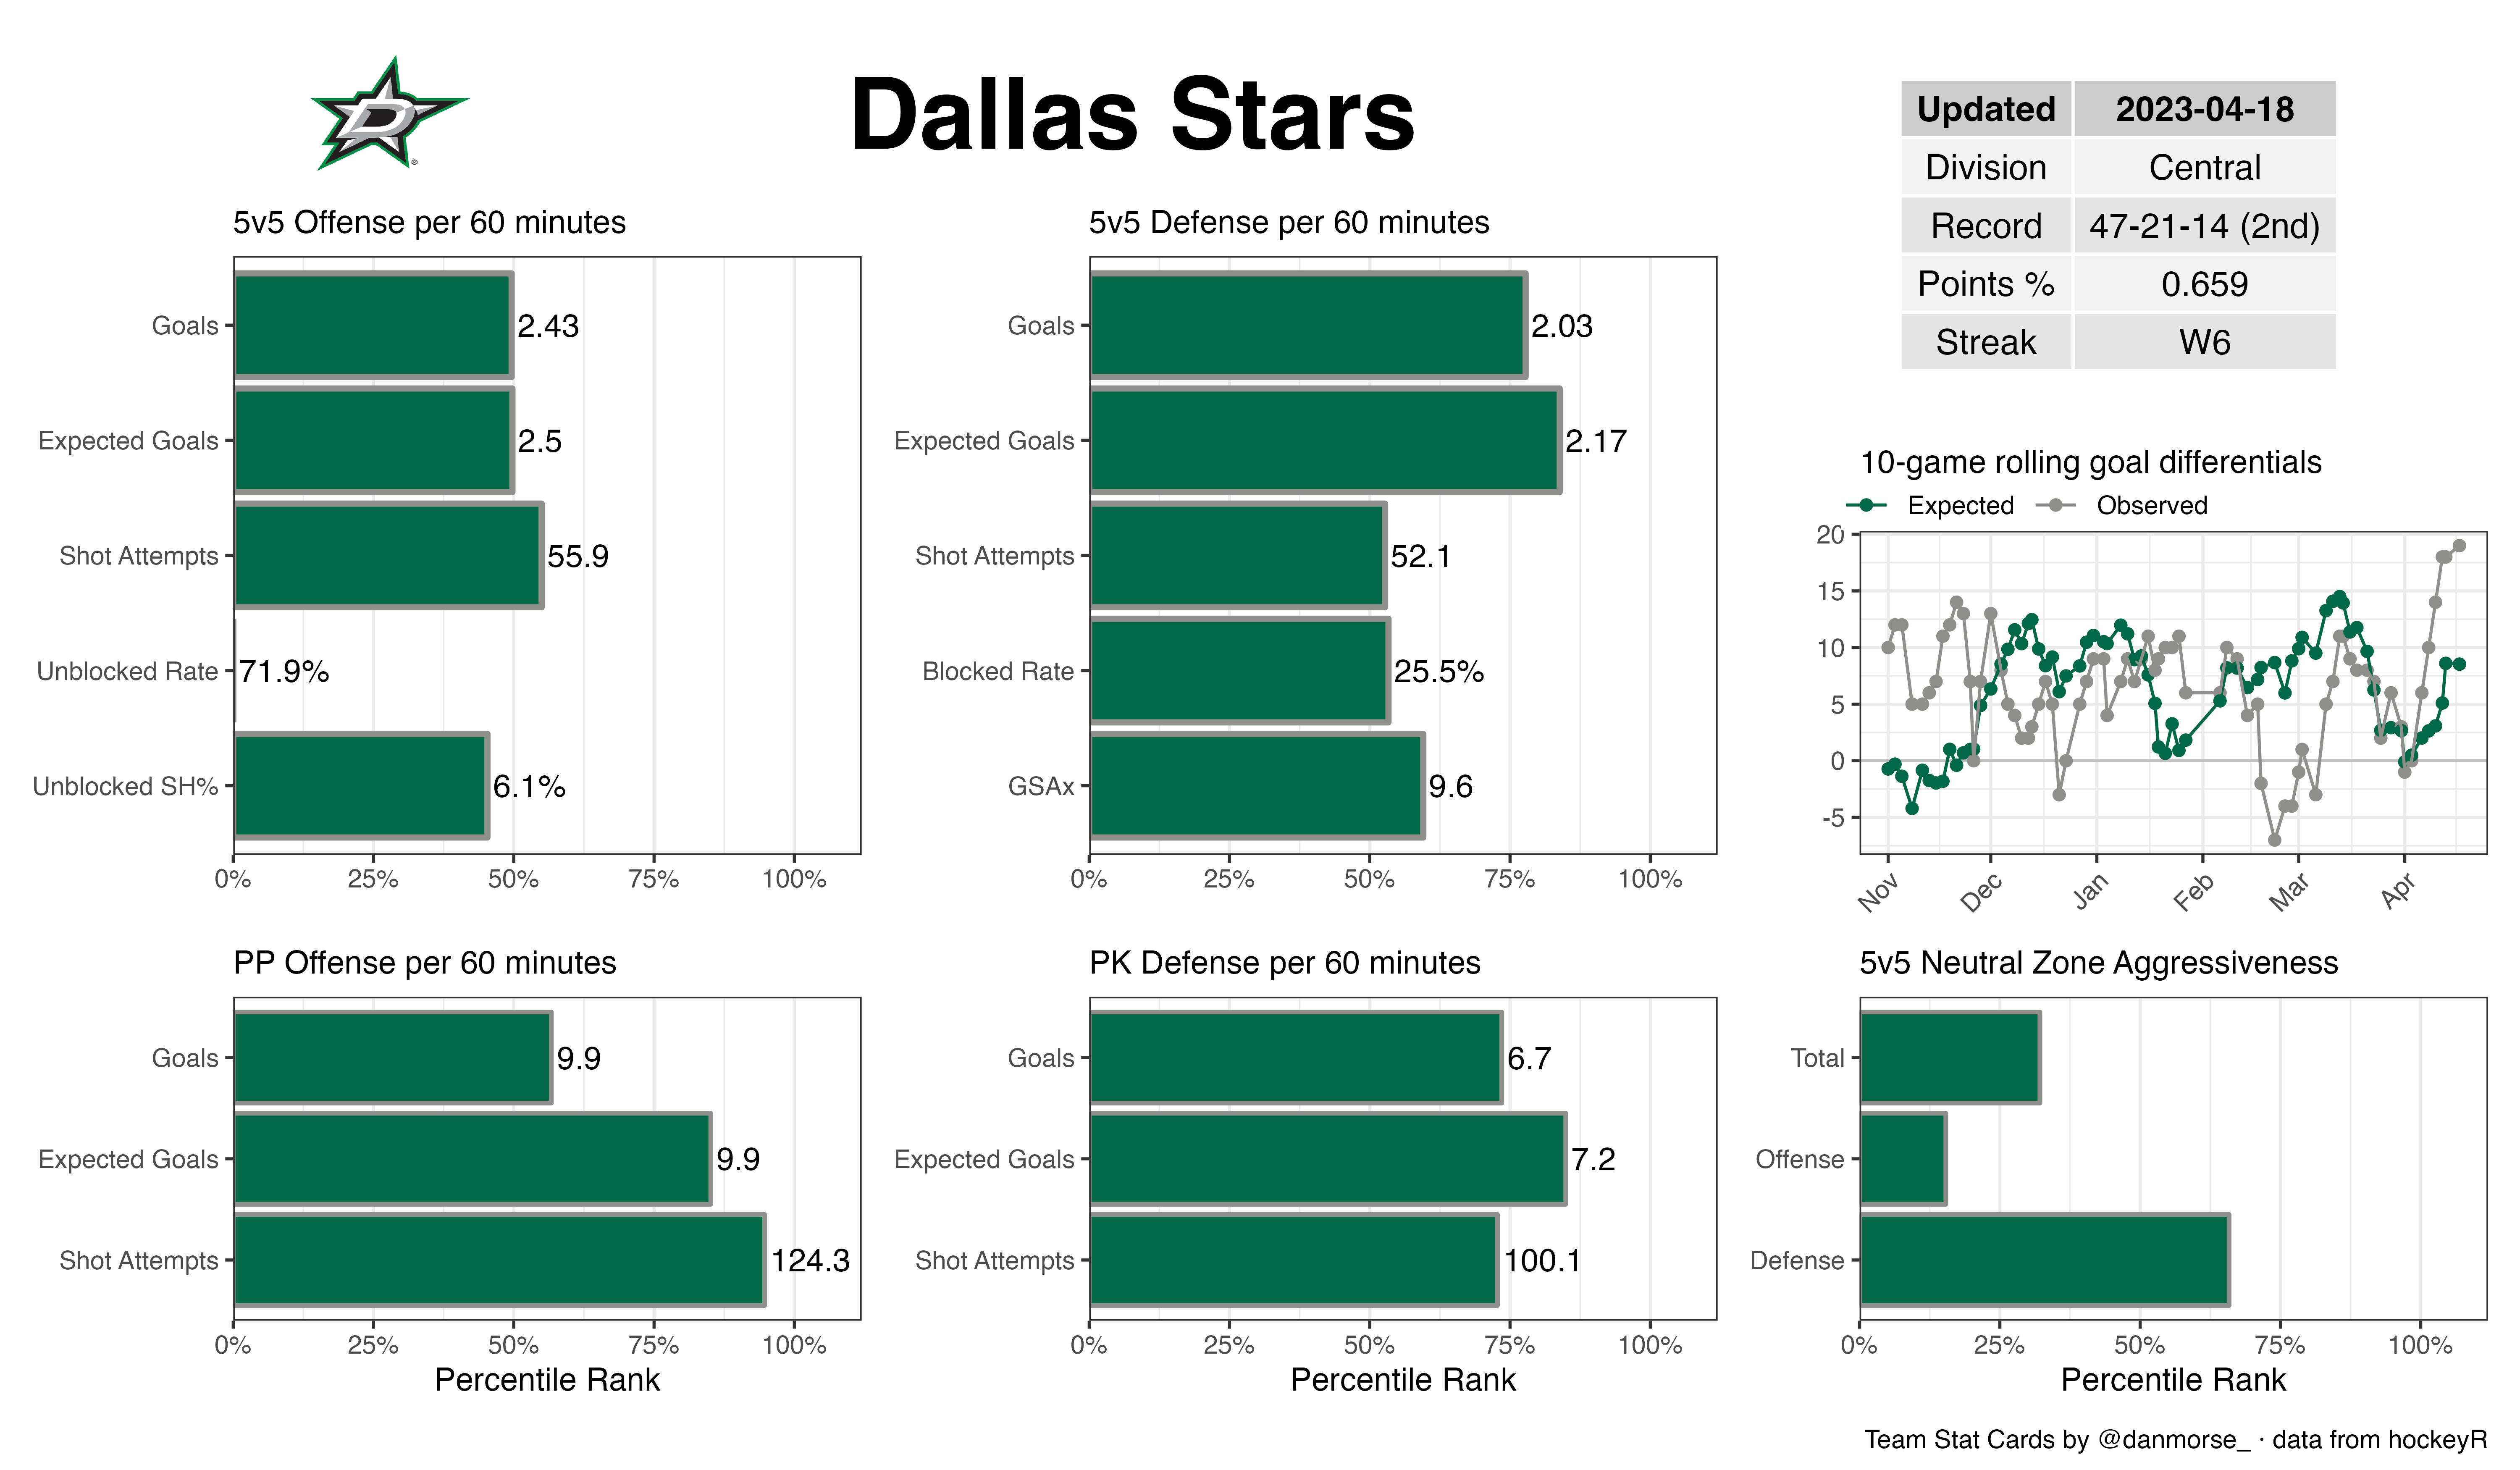 Dallas Stars
Updated 2023-04-18
Division Central
Record 47-21-14 (2nd)
Points % 0.659
Streak W6
5v5 Offense per 60 minutes
Goals 2.43
Expected Goals 2.5
Shot Attempts 55.9
Unblocked Rate 71.9%
Unblocked SH% 6.1%
0% 25% 50% 75% 100%
5v5 Defense per 60 minutes
Goals 2.03
Expected Goals 2.17
Shot Attempts 52.1
Blocked Rate 25.5%
GSAx 9.6
0% 25% 50% 75% 100%
10-game rolling goal differentials
Expected Observed
20
15
10
5
0
-5
Nov Dec Jan Feb Mar Apr
PP Offense per 60 minutes
Goals 9.9
Expected Goals 9.9
Shot Attempts 124.3
0% 25% 50% 75% 100%
Percentile Rank
PK Defense per 60 minutes
Goals 6.7
Expected Goals 7.2
Shot Attempts 100.1
0% 25% 50% 75% 100%
Percentile Rank
5v5 Neutral Zone Aggressiveness
Total
Offense
Defense
0% 25% 50% 75% 100%
Percentile Rank
Team Stat Cards by @danmorse_ · data from hockeyR